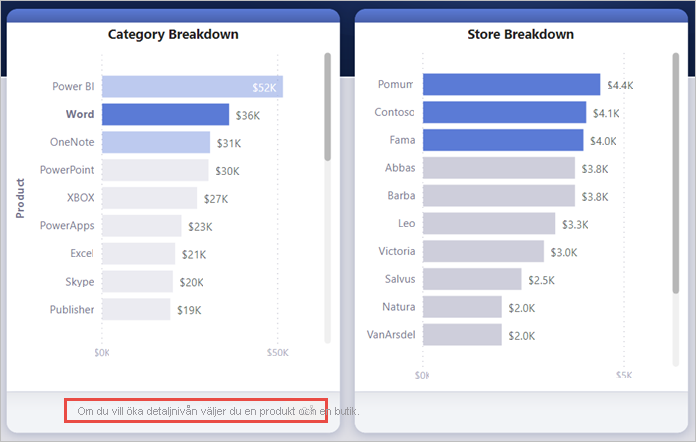 Category Breakdown
Product
Power BI $52K
Word $36K
OneNote $31K
PowerPoint $30K
XBOX $27K
PowerApps $23K
Excel $21K
Skype $20K
Publisher $19K
$0K $50K
Om du vill öka detaljnivån väljer du en produkt och en butik.
Store Breakdown
Pomum $4.4K
Contoso $4.1K
Fama $4.0K
Abbas $3.8K
Barba $3.8K
Leo $3.3K
Victoria $3.0K
Salvus $2.5K
Natura $2.0K
VanArsdel $2.0K
$0K $5K